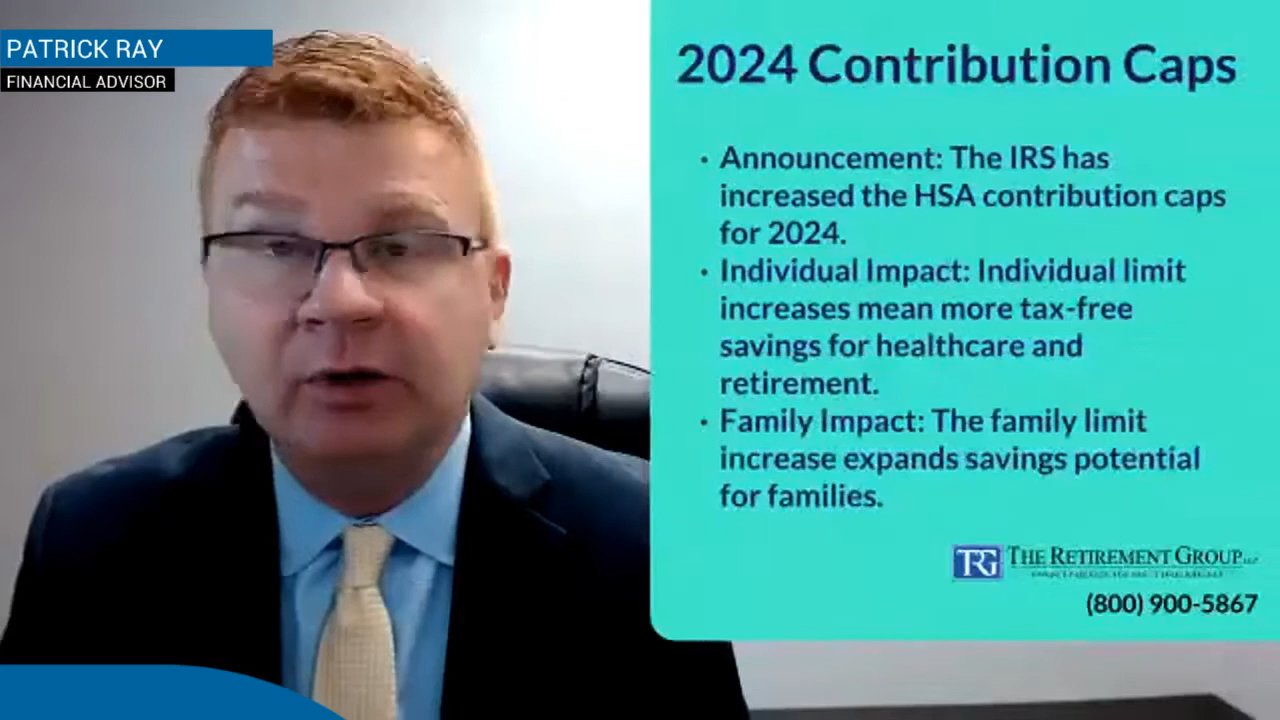 PATRICK RAY
FINANCIAL ADVISOR
2024 Contribution Caps
· Announcement: The IRS has
increased the HSA contribution caps
for 2024.
· Individual Impact: Individual limit
increases mean more tax-free
savings for healthcare and
retirement.
· Family Impact: The family limit
increase expands savings potential
for families.
TRG THE RETIREMENT GROUP
(800) 900-5867